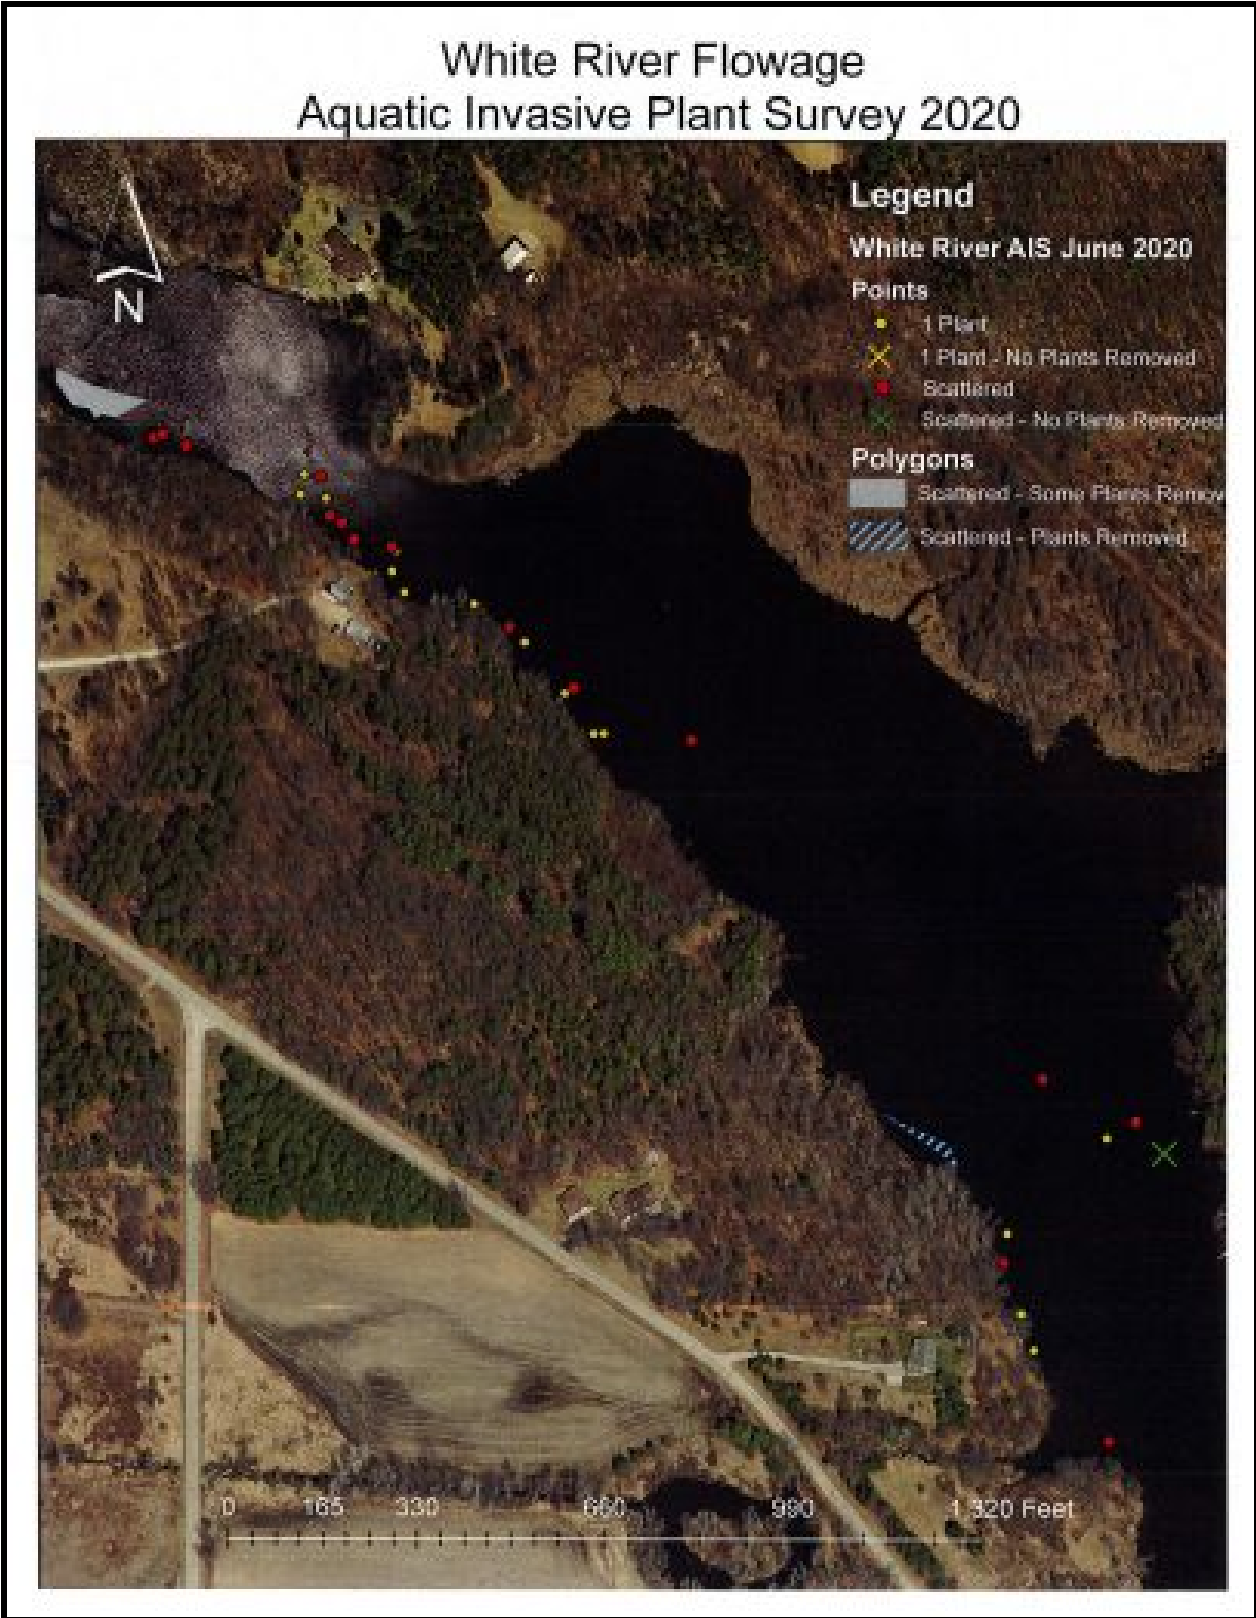 White River Flowage
Aquatic Invasive Plant Survey 2020
Legend
White River AIS June 2020
Points
1 Plant
1 Plant - No Plants Removed
Scattered
Scattered - No Plants Removed
Polygons
Scattered - Some Plants Remov
Scattered - Plants Removed
N
0 165 330 660 990 1,320 Feet